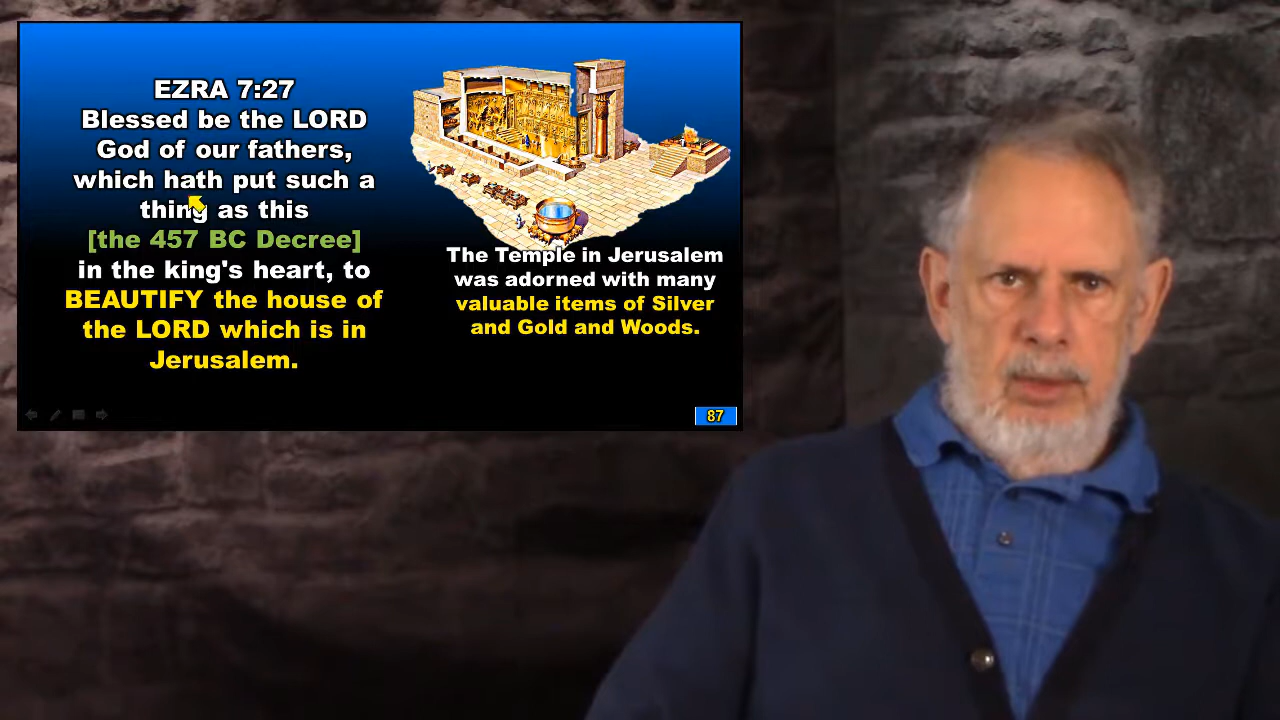 EZRA 7:27
Blessed be the LORD
God of our fathers,
which hath put such a
thing as this
[the 457 BC Decree]
in the king's heart, to
BEAUTIFY the house of
the LORD which is in
Jerusalem.
The Temple in Jerusalem
was adorned with many
valuable items of Silver
and Gold and Woods.
87